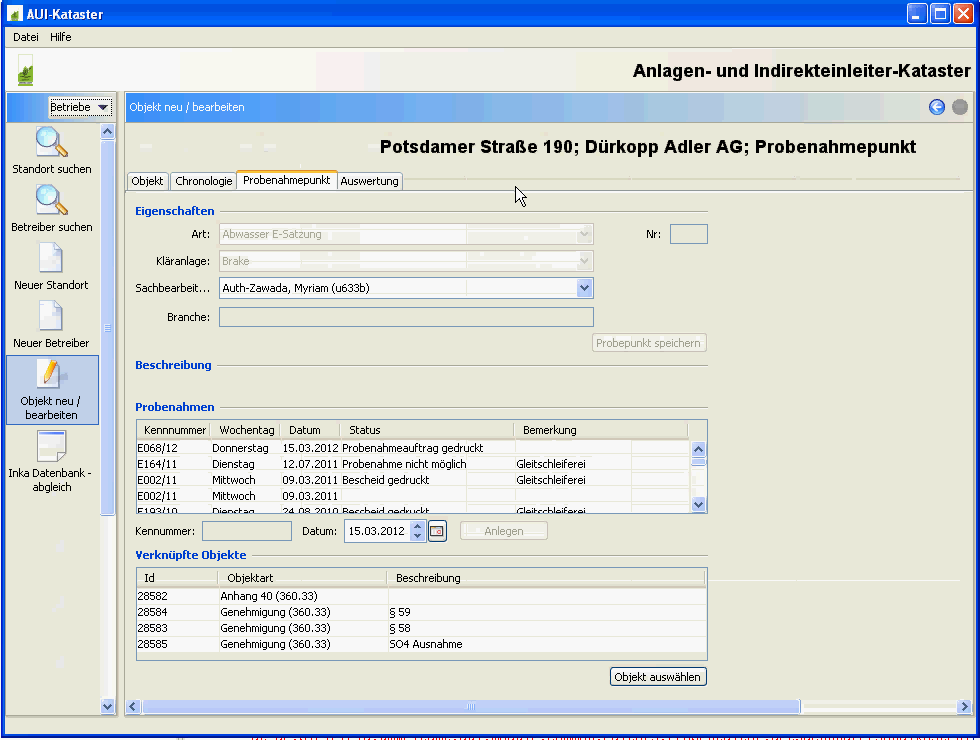 AUI-Kataster
Datei Hilfe
Anlagen- und Indirekteinleiter-Kataster
Betriebe
Objekt neu / bearbeiten
Standort suchen
Betreiber suchen
Neuer Standort
Neuer Betreiber
Objekt neu /
bearbeiten
Inka Datenbank -
abgleich
Potsdamer Straße 190; Dürkopp Adler AG; Probenahmepunkt
Objekt Chronologie Probenahmepunkt Auswertung
Eigenschaften
Art: Abwasser E-Satzung Nr:
Kläranlage: Brake
Sachbearbeit... Auth-Zawada, Myriam (u633b)
Branche:
Probepunkt speichern
Beschreibung
Probenahmen
Kennnummer Wochentag Datum Status Bemerkung
E068/12 Donnerstag 15.03.2012 Probenahmeauftrag gedruckt
E164/11 Dienstag 12.07.2011 Probenahme nicht möglich Gleitschleiferei
E002/11 Mittwoch 09.03.2011 Bescheid gedruckt Gleitschleiferei
E002/11 Mittwoch 09.03.2011
E193/10 Dienstag 24.08.2010 Bescheid gedruckt Gleitschleiferei
Kennummer: Datum: 15.03.2012 Anlegen
Verknüpfte Objekte
Id Objektart Beschreibung
28582 Anhang 40 (360.33)
28584 Genehmigung (360.33) § 59
28583 Genehmigung (360.33) § 58
28585 Genehmigung (360.33) SO4 Ausnahme
Objekt auswählen